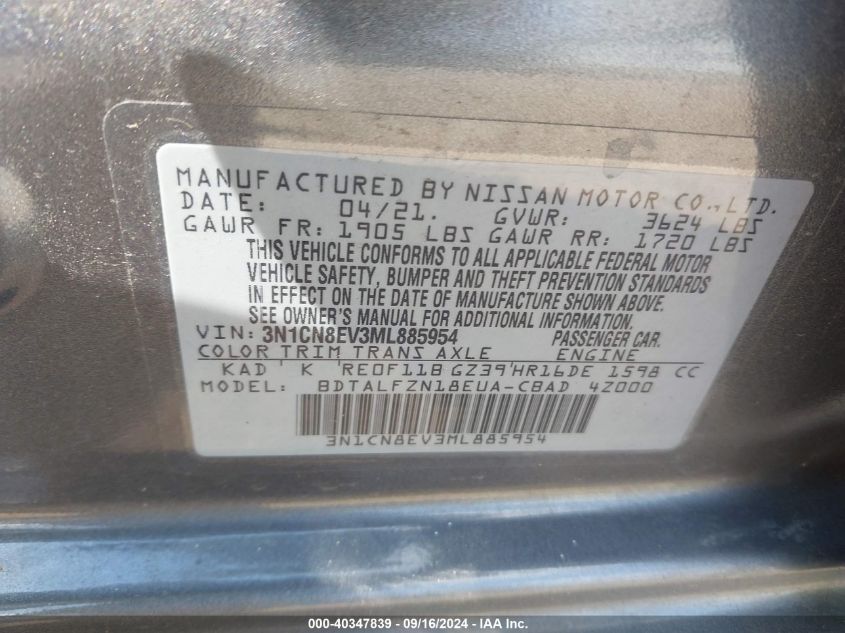 MANUFACTURED BY NISSAN MOTOR CO.,LTD.
DATE: 04/21. GVWR: 3624 LBS
GAWR FR: 1905 LBS GAWR RR: 1720 LBS
THIS VEHICLE CONFORMS TO ALL APPLICABLE FEDERAL MOTOR
VEHICLE SAFETY, BUMPER AND THEFT PREVENTION STANDARDS
IN EFFECT ON THE DATE OF MANUFACTURE SHOWN ABOVE.
SEE OWNER'S MANUAL FOR ADDITIONAL INFORMATION.
VIN: 3N1CN8EV3ML885954 PASSENGER CAR.
COLOR TRIM TRANS AXLE ENGINE
KAD K RE0F11B GZ39 HR16DE 1598 CC
MODEL: BDTALFZN18EUA-CBAD 4Z000
3N1CN8EV3ML885954
000-40347839 - 09/16/2024 - IAA Inc.